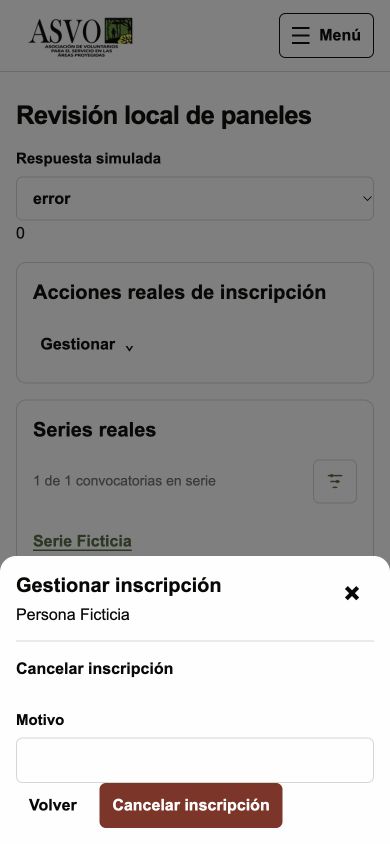 ASVO
ASOCIACIÓN DE VOLUNTARIOS
PARA EL SERVICIO EN LAS
ÁREAS PROTEGIDAS
Menú
Revisión local de paneles
Respuesta simulada
error
0
Acciones reales de inscripción
Gestionar
Series reales
1 de 1 convocatorias en serie
Serie Ficticia
Gestionar inscripción
Persona Ficticia
Cancelar inscripción
Motivo
Volver
Cancelar inscripción